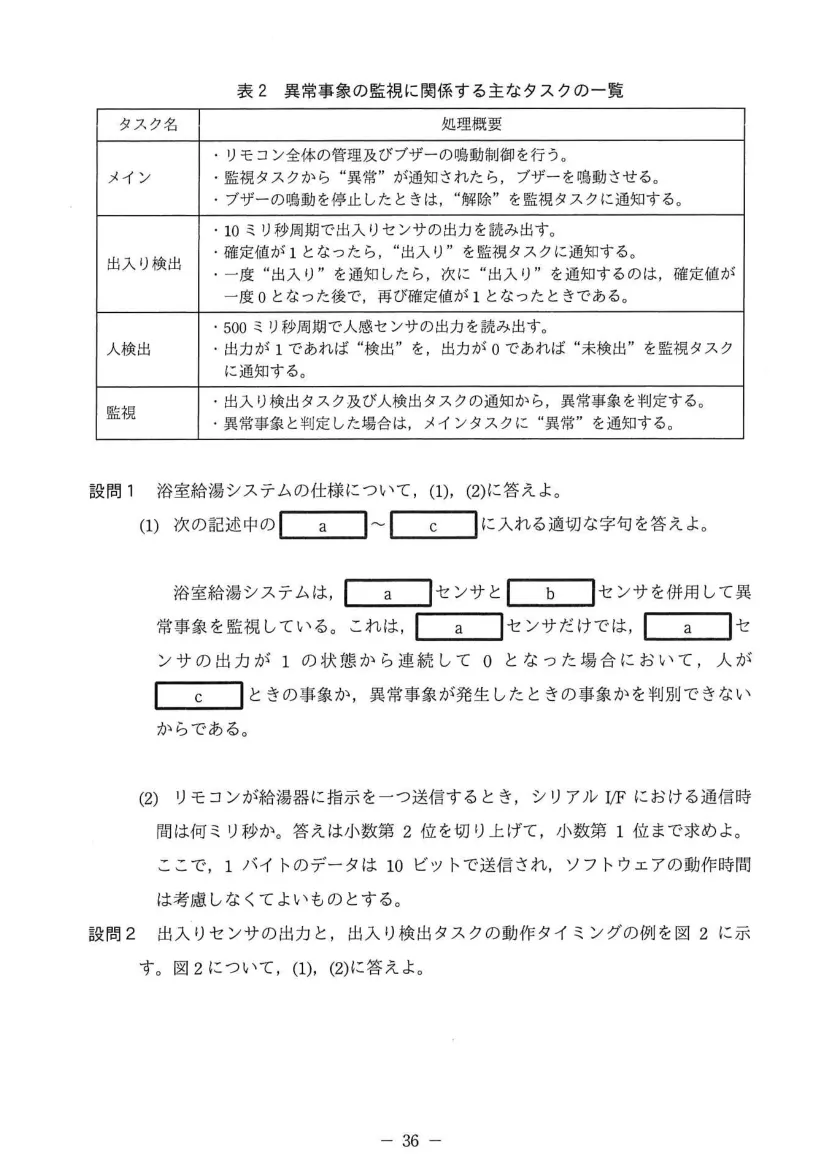 表2　異常事象の監視に関係する主なタスクの一覧
タスク名　処理概要
・リモコン全体の管理及びブザーの鳴動制御を行う。
メイン　・監視タスクから“異常”が通知されたら，ブザーを鳴動させる。
・ブザーの鳴動を停止したときは，“解除”を監視タスクに通知する。
・10 ミリ秒周期で出入りセンサの出力を読み出す。
・確定値が1となったら，“出入り”を監視タスクに通知する。
出入り検出　・一度“出入り”を通知したら，次に“出入り”を通知するのは，確定値が
一度0となった後で，再び確定値が1となったときである。
・500 ミリ秒周期で人感センサの出力を読み出す。
人検出　・出力が1であれば“検出”を，出力が0であれば“未検出”を監視タスク
に通知する。
監視　・出入り検出タスク及び人検出タスクの通知から，異常事象を判定する。
・異常事象と判定した場合は，メインタスクに“異常”を通知する。
設問1　浴室給湯システムの仕様について，(1)，(2)に答えよ。
(1)　次の記述中の a ～ c に入れる適切な字句を答えよ。
浴室給湯システムは， a センサと b センサを併用して異
常事象を監視している。これは， a センサだけでは， a セ
ンサの出力が 1 の状態から連続して 0 となった場合において，人が
c ときの事象か，異常事象が発生したときの事象かを判別できない
からである。
(2)　リモコンが給湯器に指示を一つ送信するとき，シリアル I/F における通信時
間は何ミリ秒か。答えは小数第 2 位を切り上げて，小数第 1 位まで求めよ。
ここで，1 バイトのデータは 10 ビットで送信され，ソフトウェアの動作時間
は考慮しなくてよいものとする。
設問2　出入りセンサの出力と，出入り検出タスクの動作タイミングの例を図 2 に示
す。図2について，(1)，(2)に答えよ。
－ 36 －